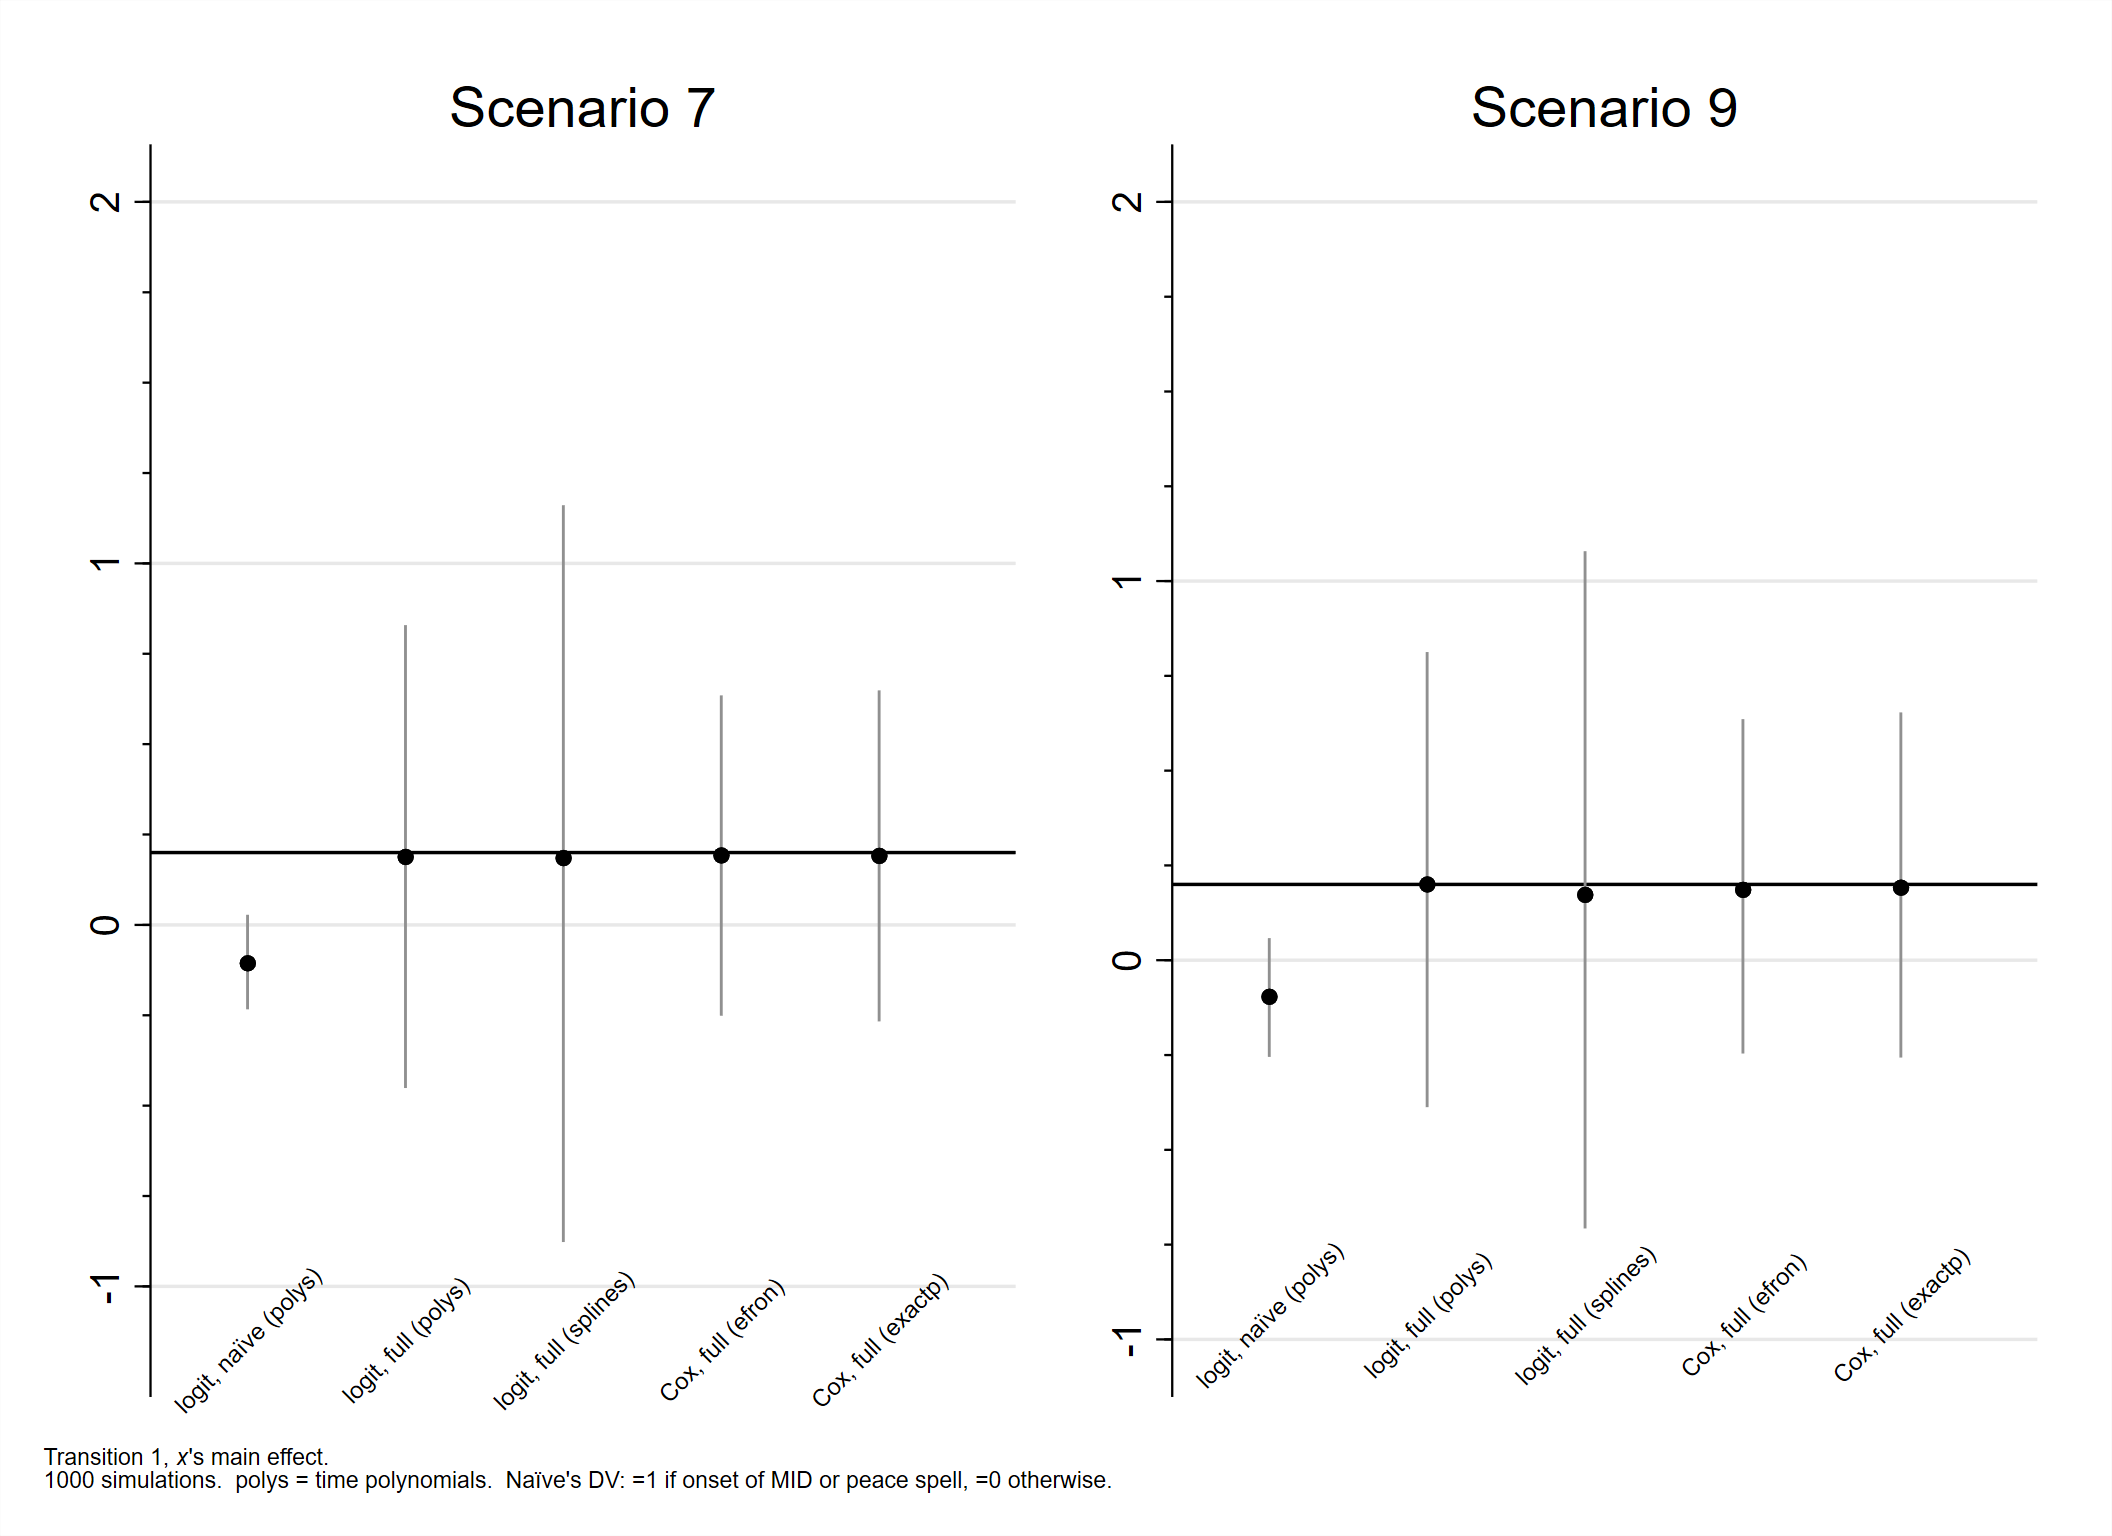 Scenario 7
2
1
0
-1
logit, naïve (polys)
logit, full (polys)
logit, full (splines)
Cox, full (efron)
Cox, full (exactp)
Scenario 9
2
1
0
-1
logit, naïve (polys)
logit, full (polys)
logit, full (splines)
Cox, full (efron)
Cox, full (exactp)
Transition 1, x's main effect.
1000 simulations.  polys = time polynomials.  Naïve's DV: =1 if onset of MID or peace spell, =0 otherwise.